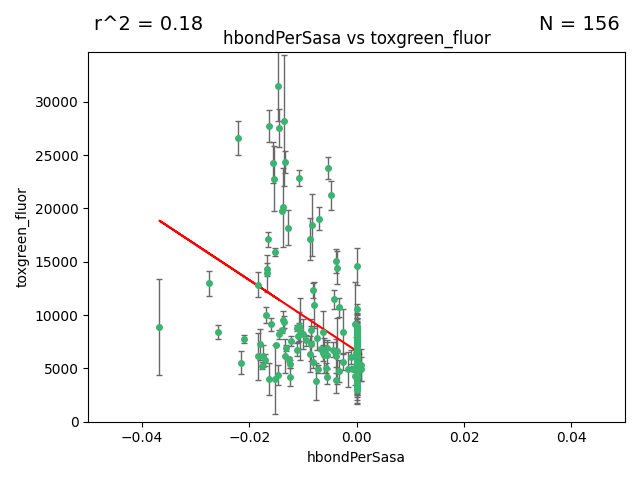 r^2 = 0.18
N = 156
hbondPerSasa vs toxgreen_fluor
30000
25000
20000
15000
10000
5000
0
toxgreen_fluor
−0.04
−0.02
0.00
0.02
0.04
hbondPerSasa